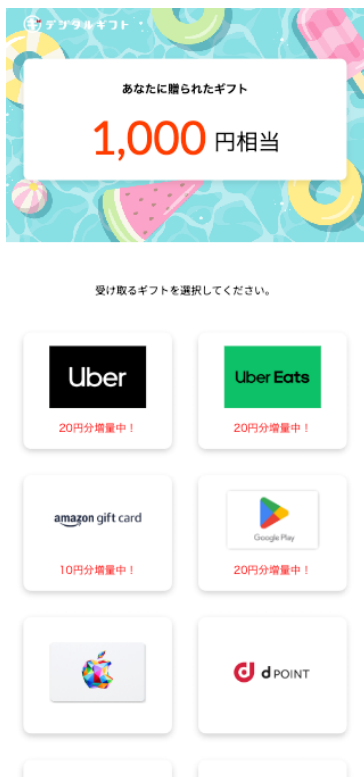 デジタルギフト
あなたに贈られたギフト
1,000 円相当
受け取るギフトを選択してください。
Uber
Uber Eats
20円分増量中！
20円分増量中！
amazon gift card
Google Play
10円分増量中！
20円分増量中！
d POINT